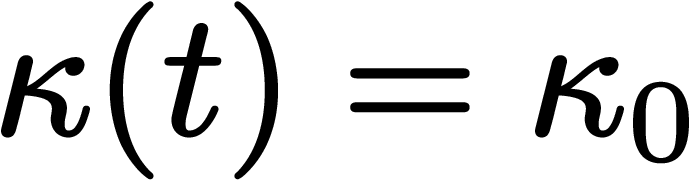 κ(t) = κ₀